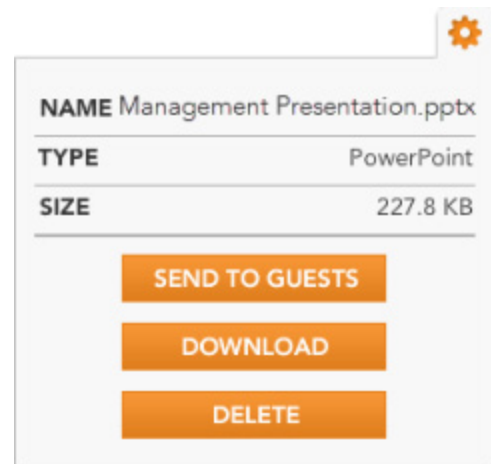 NAME Management Presentation.pptx
TYPE PowerPoint
SIZE 227.8 KB
SEND TO GUESTS
DOWNLOAD
DELETE